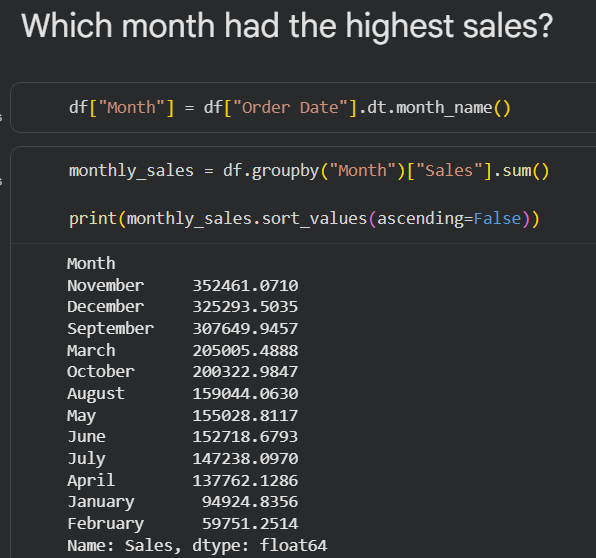 Which month had the highest sales?
df["Month"] = df["Order Date"].dt.month_name()
monthly_sales = df.groupby("Month")["Sales"].sum()
print(monthly_sales.sort_values(ascending=False))
Month
November     352461.0710
December     325293.5035
September    307649.9457
March        205005.4888
October      200322.9847
August       159044.0630
May          155028.8117
June         152718.6793
July         147238.0970
April        137762.1286
January       94924.8356
February      59751.2514
Name: Sales, dtype: float64